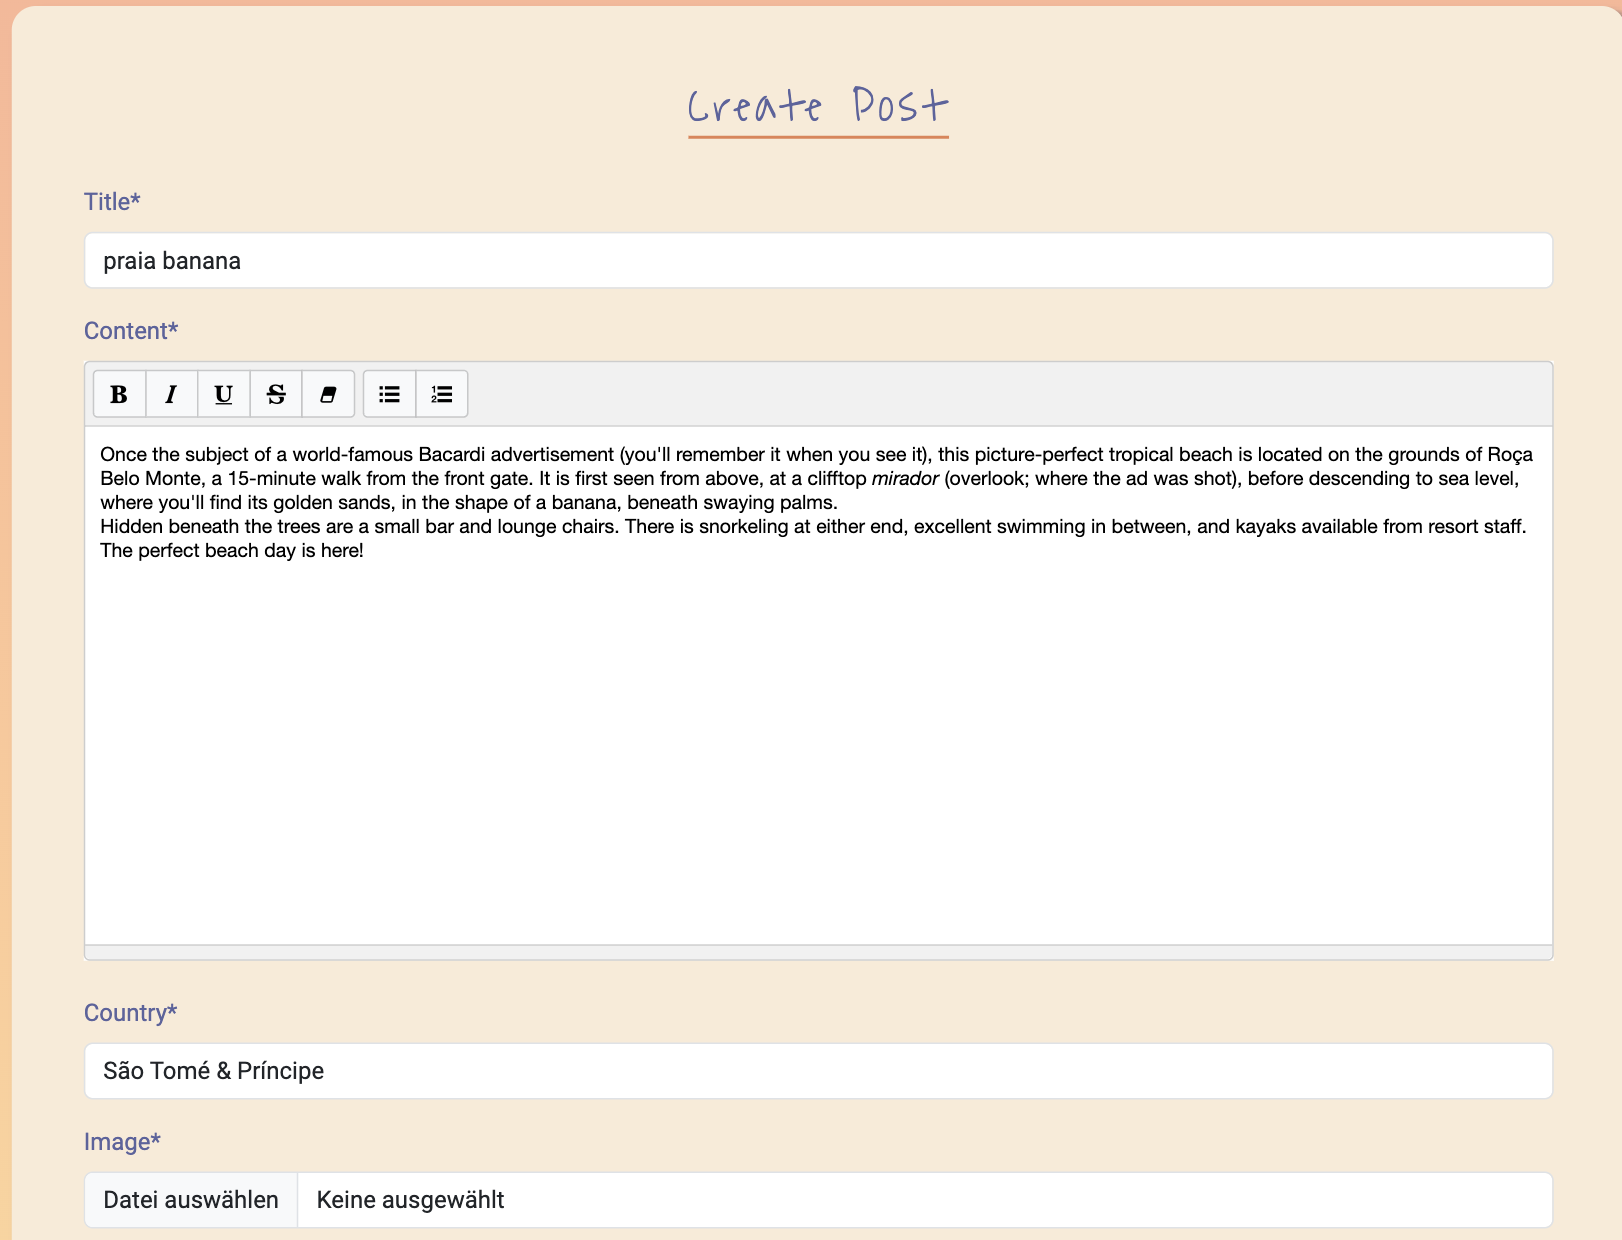 Create Post
Title*
praia banana
Content*
B I U S
Once the subject of a world-famous Bacardi advertisement (you'll remember it when you see it), this picture-perfect tropical beach is located on the grounds of Roça
Belo Monte, a 15-minute walk from the front gate. It is first seen from above, at a clifftop mirador (overlook; where the ad was shot), before descending to sea level,
where you'll find its golden sands, in the shape of a banana, beneath swaying palms.
Hidden beneath the trees are a small bar and lounge chairs. There is snorkeling at either end, excellent swimming in between, and kayaks available from resort staff.
The perfect beach day is here!
Country*
São Tomé & Príncipe
Image*
Datei auswählen Keine ausgewählt